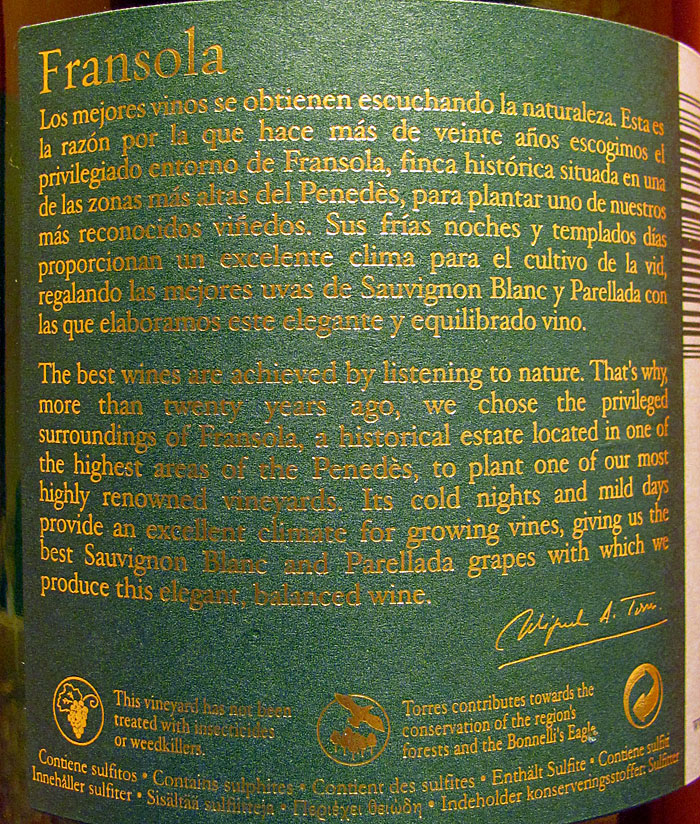 Fransola
Los mejores vinos se obtienen escuchando la naturaleza. Esta es
la razón por la que hace más de veinte años escogimos el
privilegiado entorno de Fransola, finca histórica situada en una
de las zonas más altas del Penedès, para plantar uno de nuestros
más reconocidos viñedos. Sus frías noches y templados días
proporcionan un excelente clima para el cultivo de la vid,
regalando las mejores uvas de Sauvignon Blanc y Parellada con
las que elaboramos este elegante y equilibrado vino.
The best wines are achieved by listening to nature. That's why,
more than twenty years ago, we chose the privileged
surroundings of Fransola, a historical estate located in one of
the highest areas of the Penedès, to plant one of our most
highly renowned vineyards. Its cold nights and mild days
provide an excellent climate for growing vines, giving us the
best Sauvignon Blanc and Parellada grapes with which we
produce this elegant, balanced wine.
Miguel A. Torres
This vineyard has not been
treated with insecticides
or weedkillers.
Torres contributes towards the
conservation of the region's
forests and the Bonnelli's Eagle.
Contiene sulfitos • Contains sulphites • Contient des sulfites • Enthält Sulfite • Contiene sulfiti
Innehåller sulfiter • Sisältää sulfiitteja • Περιέχει θειώδη • Indeholder konserveringsstoffer: Sulfitter